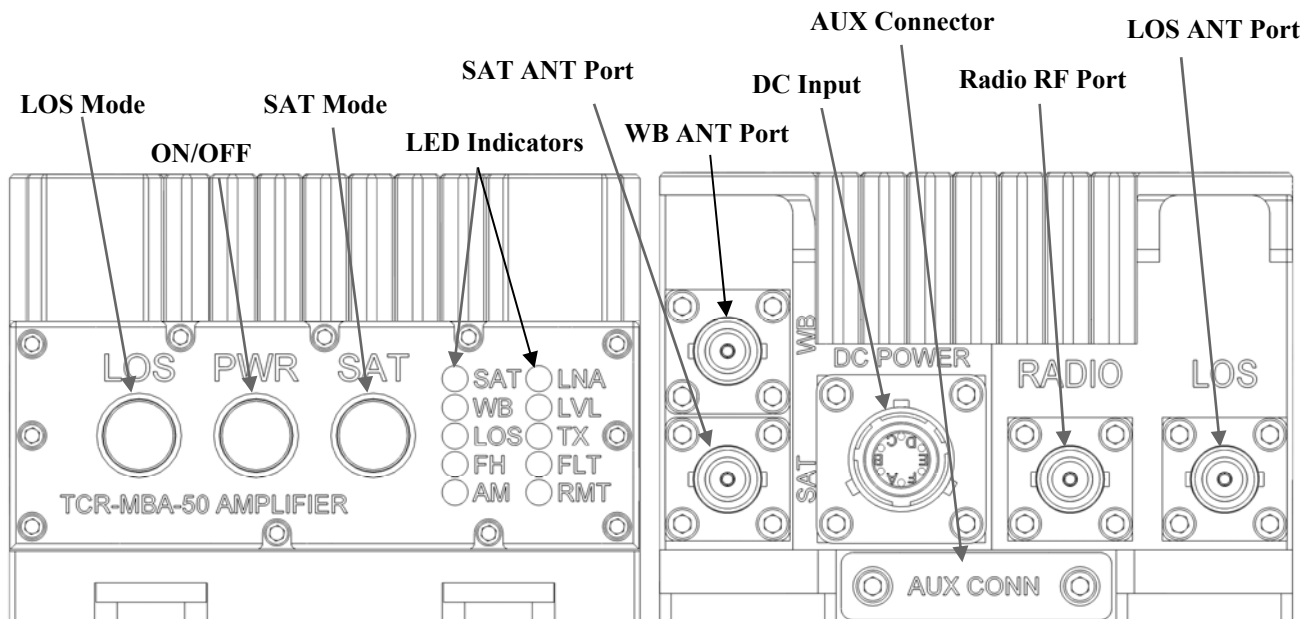 AUX Connector
LOS ANT Port
SAT ANT Port
DC Input
Radio RF Port
LOS Mode
SAT Mode
WB ANT Port
ON/OFF
LED Indicators
LOS PWR SAT
SAT LNA
WB LVL
LOS TX
FH FLT
AM RMT
TCR-MBA-50 AMPLIFIER
WB
SAT
DC POWER
RADIO
LOS
A B C D E F
AUX CONN